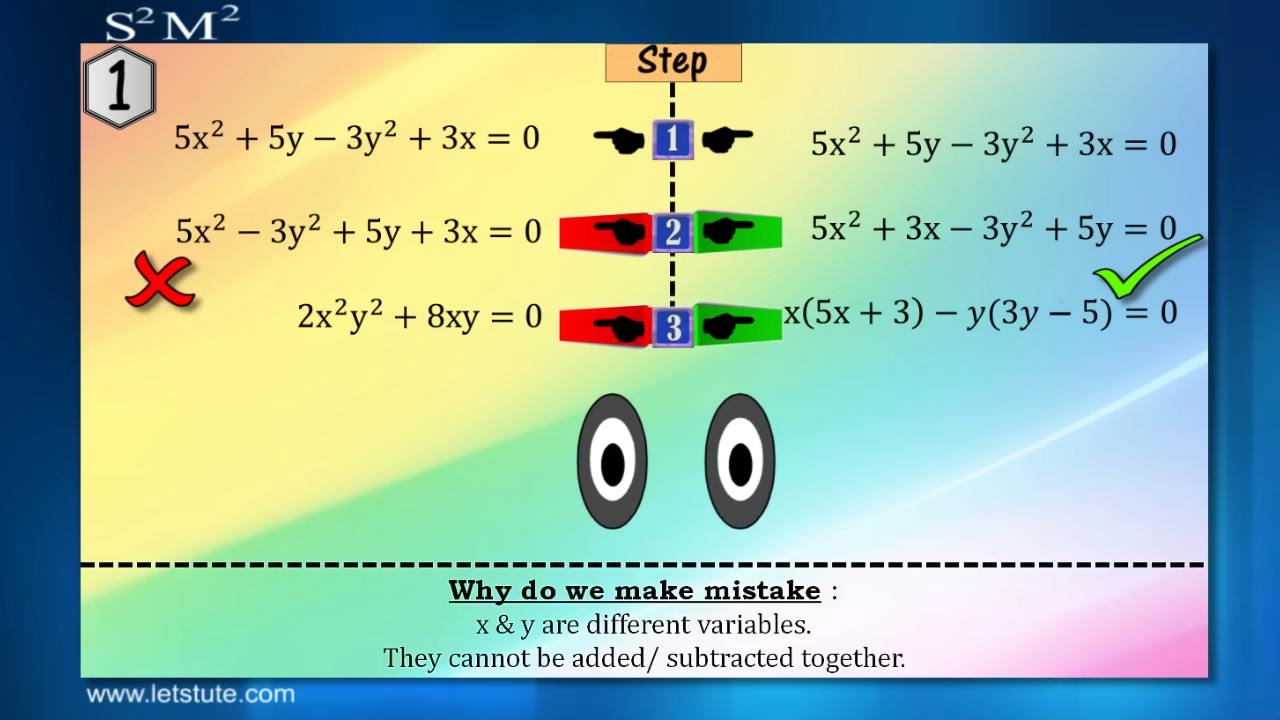 S² M²
1
Step
5x² + 5y − 3y² + 3x = 0
1
5x² + 5y − 3y² + 3x = 0
5x² − 3y² + 5y + 3x = 0
2
5x² + 3x − 3y² + 5y = 0
2x²y² + 8xy = 0
3
x(5x + 3) − y(3y − 5) = 0
Why do we make mistake :
x & y are different variables.
They cannot be added/ subtracted together.
www.letstute.com